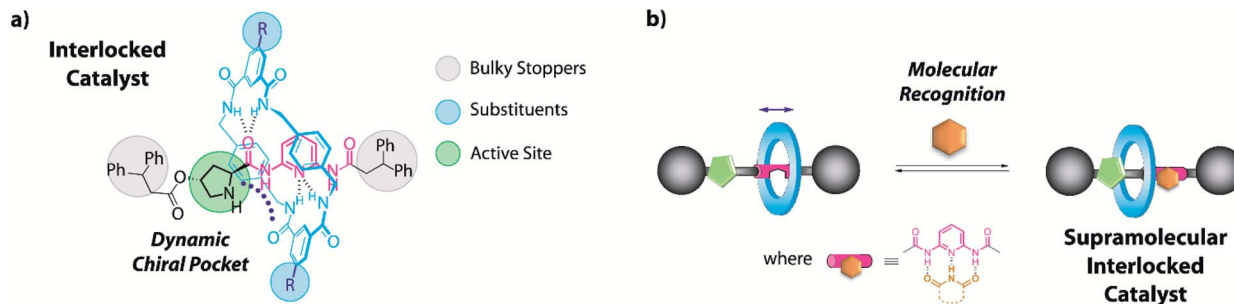 a)
Interlocked
Catalyst
R
Bulky Stoppers
Substituents
Active Site
O
O
N
H
H
N
O
O
Ph
Ph
Ph
Ph
N
H
N
N
H
O
O
N
H
H
H
N
O
Dynamic
Chiral Pocket
O
O
R
b)
Molecular
Recognition
where
≡
O
O
N
H
N
N
H
H
O
N
O
Supramolecular
Interlocked
Catalyst